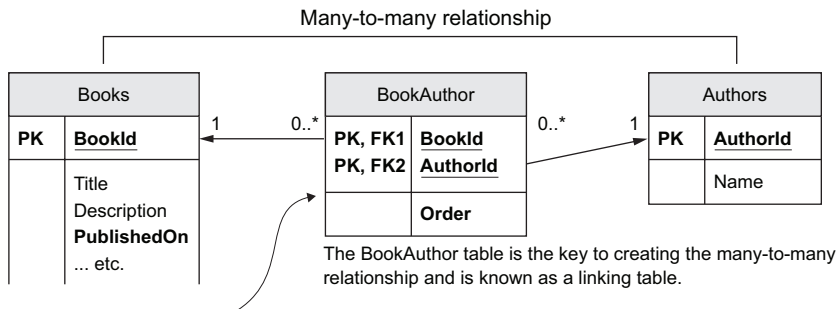 Many-to-many relationship
Books
PK BookId
Title
Description
PublishedOn
... etc.
1
0..*
BookAuthor
PK, FK1 BookId
PK, FK2 AuthorId
Order
0..*
1
Authors
PK AuthorId
Name
The BookAuthor table is the key to creating the many-to-many
relationship and is known as a linking table.